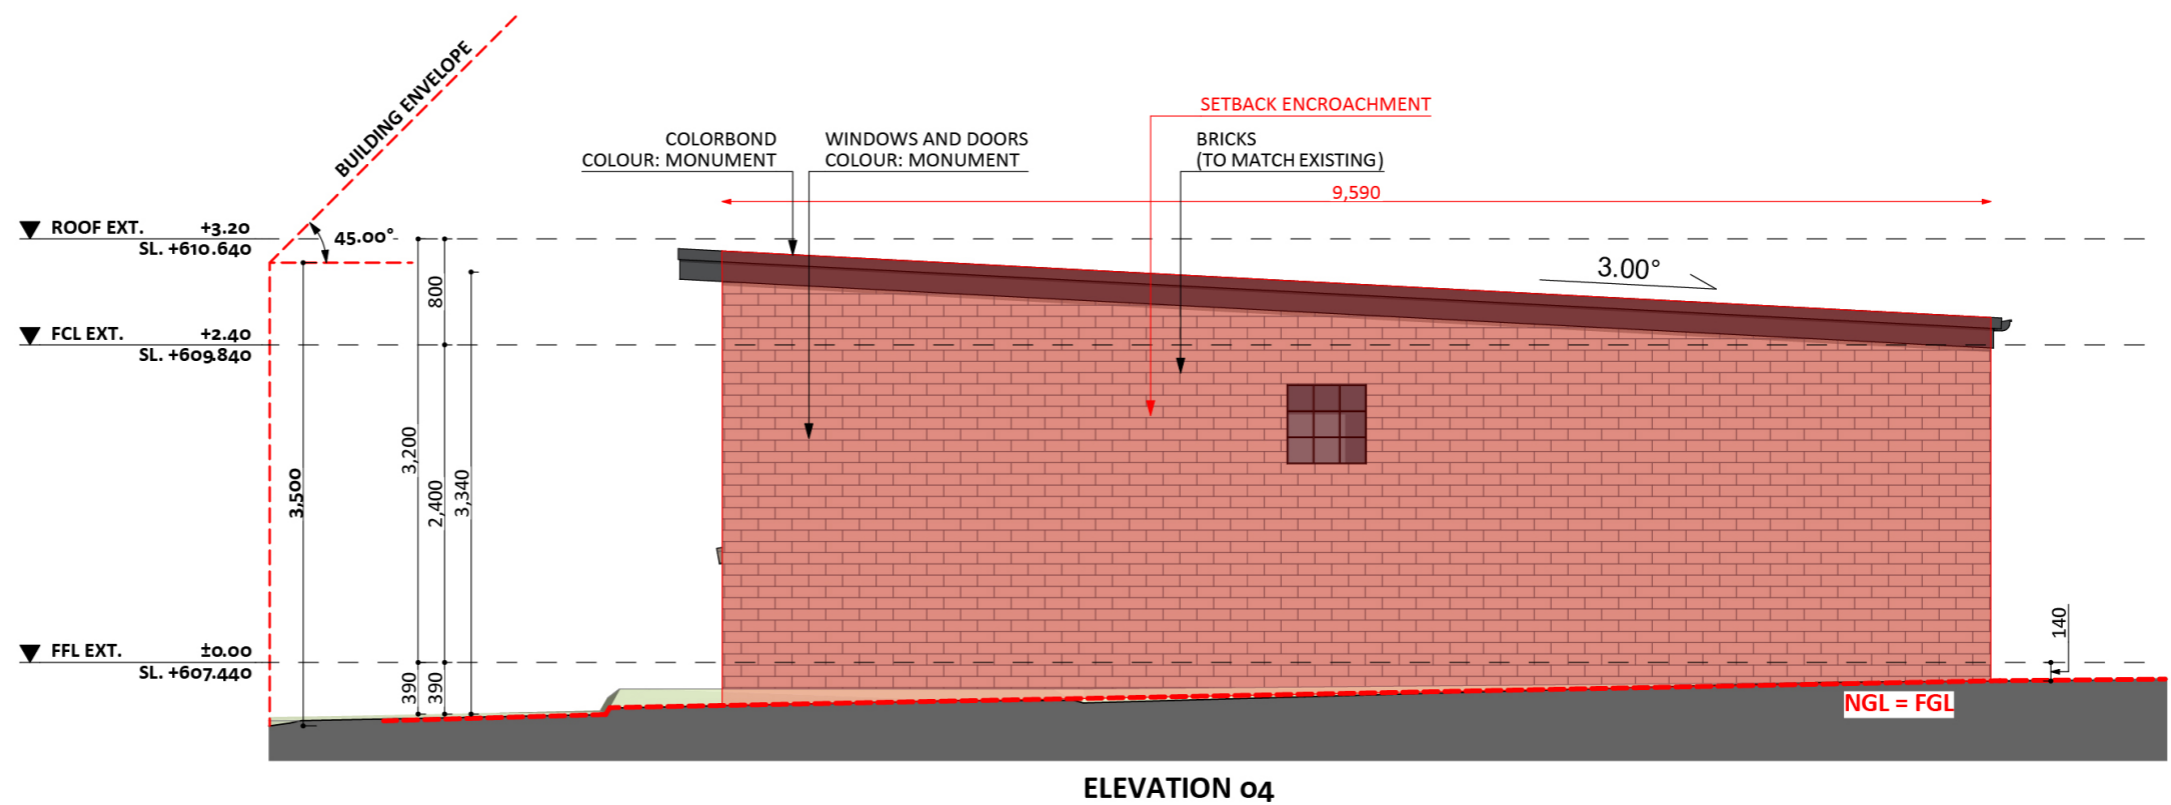 BUILDING ENVELOPE
SETBACK ENCROACHMENT
COLORBOND
COLOUR: MONUMENT
WINDOWS AND DOORS
COLOUR: MONUMENT
BRICKS
(TO MATCH EXISTING)
9,590
ROOF EXT. +3.20
SL. +610.640
45.00°
3.00°
800
FCL EXT. +2.40
SL. +609.840
3,200
2,400
3,340
3,500
140
FFL EXT. ±0.00
SL. +607.440
390
390
NGL = FGL
ELEVATION 04